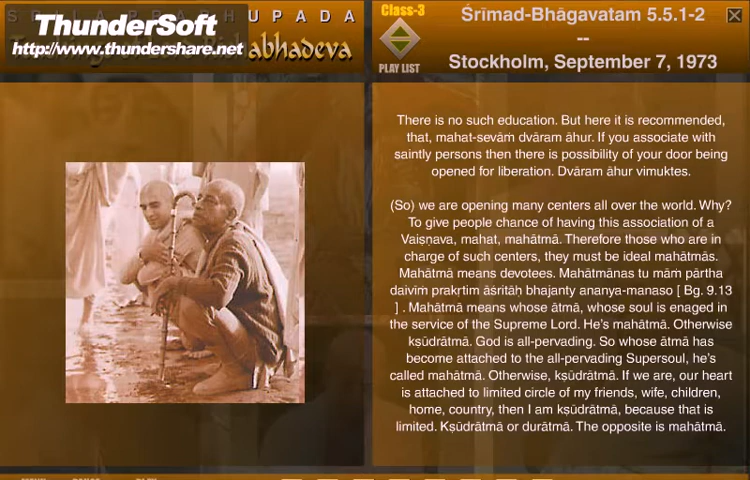 SRILA PRABHUPADA
ThunderSoft
http://www.thundershare.net
abhadeva
Class-3
PLAY LIST
Śrīmad-Bhāgavatam 5.5.1-2
--
Stockholm, September 7, 1973
There is no such education. But here it is recommended,
that, mahat-sevāṁ dvāram āhur. If you associate with
saintly persons then there is possibility of your door being
opened for liberation. Dvāram āhur vimuktes.
(So) we are opening many centers all over the world. Why?
To give people chance of having this association of a
Vaiṣṇava, mahat, mahātmā. Therefore those who are in
charge of such centers, they must be ideal mahātmās.
Mahātmā means devotees. Mahātmānas tu māṁ pārtha
daivīṁ prakṛtim āśritāḥ bhajanty ananya-manaso [ Bg. 9.13
] . Mahātmā means whose ātmā, whose soul is enaged in
the service of the Supreme Lord. He's mahātmā. Otherwise
kṣūdrātmā. God is all-pervading. So whose ātmā has
become attached to the all-pervading Supersoul, he's
called mahātmā. Otherwise, kṣūdrātmā. If we are, our heart
is attached to limited circle of my friends, wife, children,
home, country, then I am kṣūdrātmā, because that is
limited. Kṣūdrātmā or durātmā. The opposite is mahātmā.